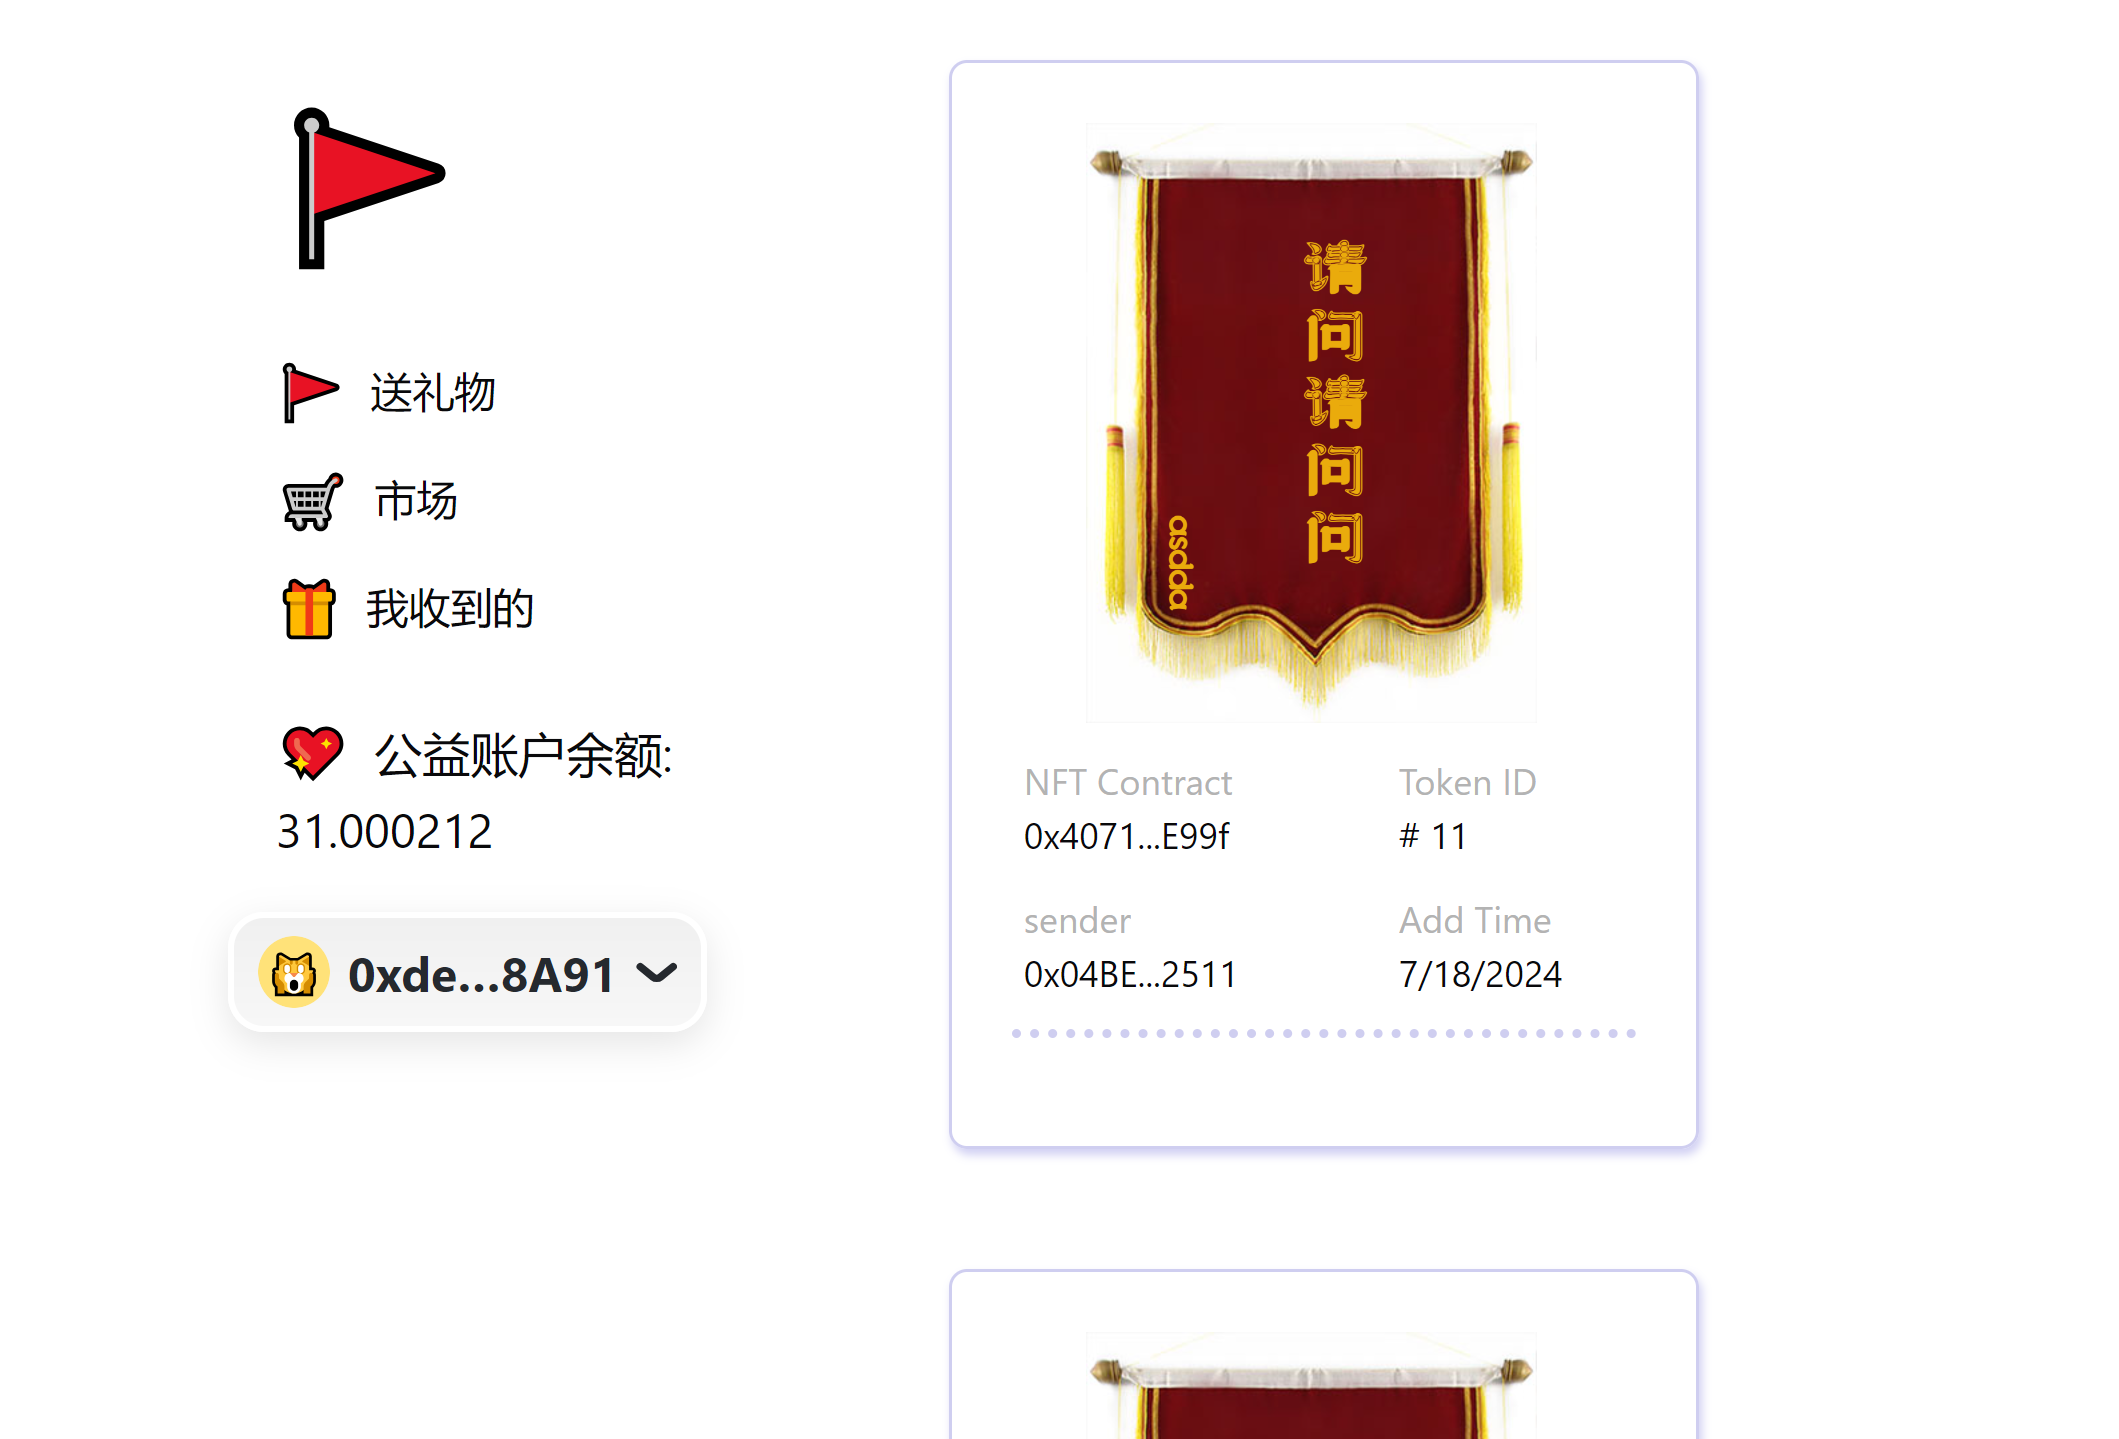 送礼物
市场
我收到的
公益账户余额:
31.000212
0xde...8A91
请问请问问
asdda
NFT Contract
Token ID
0x4071...E99f
# 11
sender
Add Time
0x04BE...2511
7/18/2024